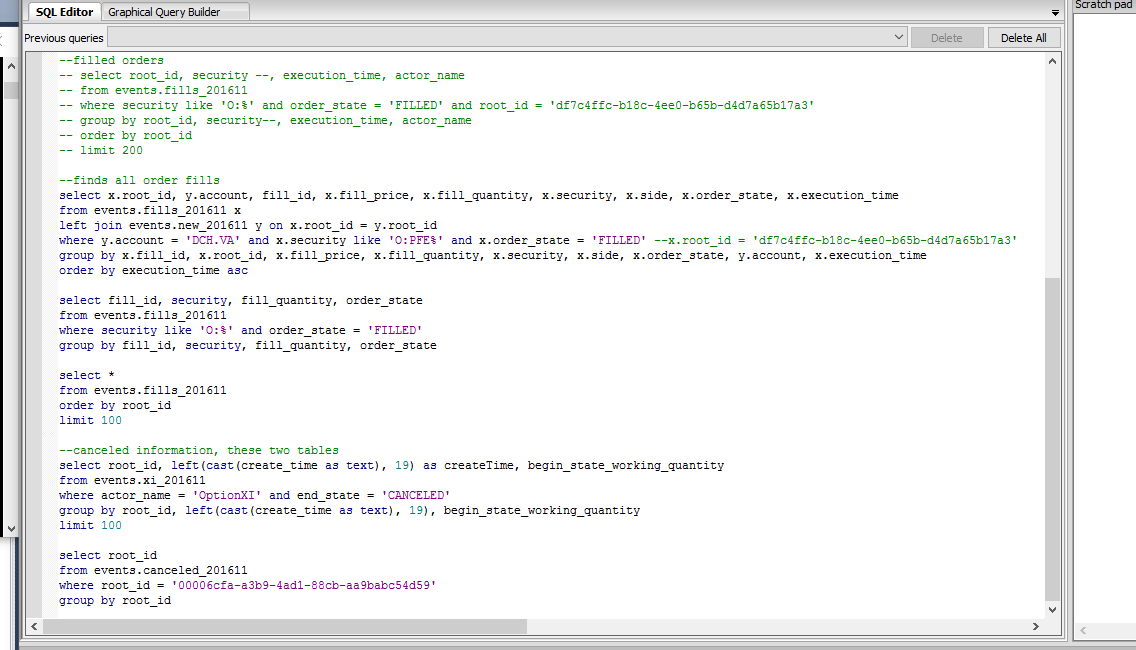 Scratch pad
SQL Editor
Graphical Query Builder
Previous queries
Delete
Delete All
--filled orders
-- select root_id, security --, execution_time, actor_name
-- from events.fills_201611
-- where security like 'O:%' and order_state = 'FILLED' and root_id = 'df7c4ffc-b18c-4ee0-b65b-d4d7a65b17a3'
-- group by root_id, security--, execution_time, actor_name
-- order by root_id
-- limit 200
--finds all order fills
select x.root_id, y.account, fill_id, x.fill_price, x.fill_quantity, x.security, x.side, x.order_state, x.execution_time
from events.fills_201611 x
left join events.new_201611 y on x.root_id = y.root_id
where y.account = 'DCH.VA' and x.security like 'O:PFE%' and x.order_state = 'FILLED' --x.root_id = 'df7c4ffc-b18c-4ee0-b65b-d4d7a65b17a3'
group by x.fill_id, x.root_id, x.fill_price, x.fill_quantity, x.security, x.side, x.order_state, y.account, x.execution_time
order by execution_time asc
select fill_id, security, fill_quantity, order_state
from events.fills_201611
where security like 'O:%' and order_state = 'FILLED'
group by fill_id, security, fill_quantity, order_state
select *
from events.fills_201611
order by root_id
limit 100
--canceled information, these two tables
select root_id, left(cast(create_time as text), 19) as createTime, begin_state_working_quantity
from events.xi_201611
where actor_name = 'OptionXI' and end_state = 'CANCELED'
group by root_id, left(cast(create_time as text), 19), begin_state_working_quantity
limit 100
select root_id
from events.canceled_201611
where root_id = '00006cfa-a3b9-4ad1-88cb-aa9babc54d59'
group by root_id